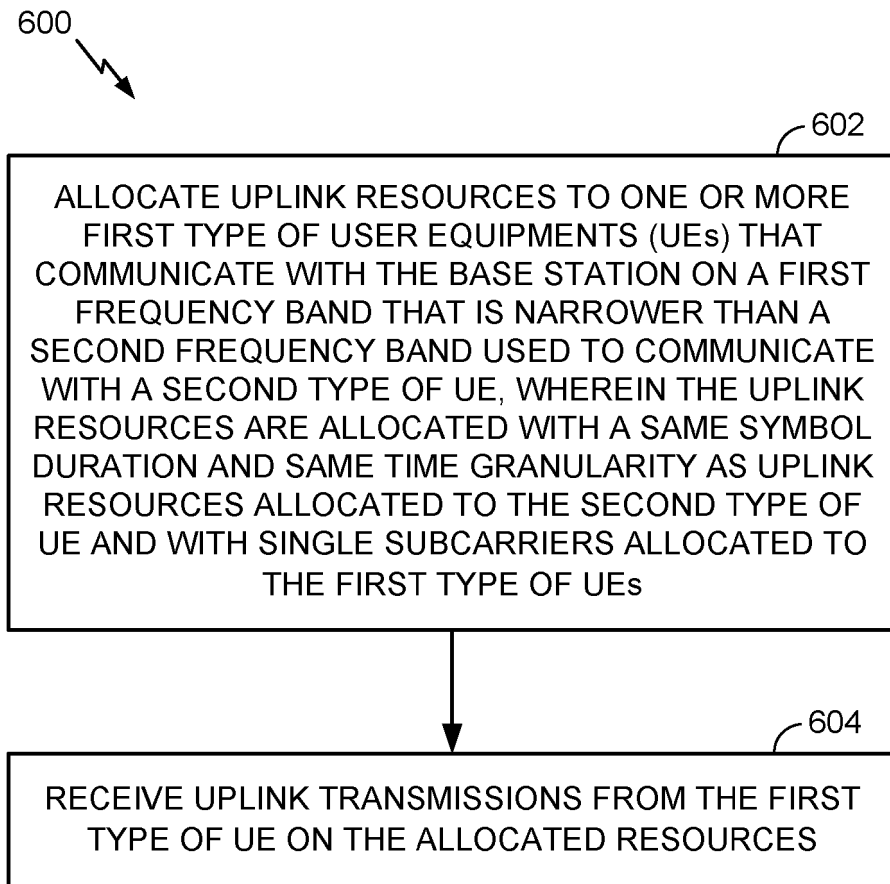 600
602
ALLOCATE UPLINK RESOURCES TO ONE OR MORE
FIRST TYPE OF USER EQUIPMENTS (UEs) THAT
COMMUNICATE WITH THE BASE STATION ON A FIRST
FREQUENCY BAND THAT IS NARROWER THAN A
SECOND FREQUENCY BAND USED TO COMMUNICATE
WITH A SECOND TYPE OF UE, WHEREIN THE UPLINK
RESOURCES ARE ALLOCATED WITH A SAME SYMBOL
DURATION AND SAME TIME GRANULARITY AS UPLINK
RESOURCES ALLOCATED TO THE SECOND TYPE OF
UE AND WITH SINGLE SUBCARRIERS ALLOCATED TO
THE FIRST TYPE OF UEs
604
RECEIVE UPLINK TRANSMISSIONS FROM THE FIRST
TYPE OF UE ON THE ALLOCATED RESOURCES